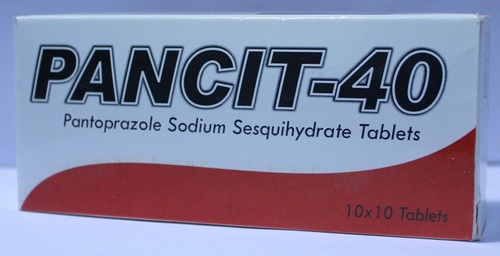 PANCIT-40
Pantoprazole Sodium Sesquihydrate Tablets
10x10 Tablets